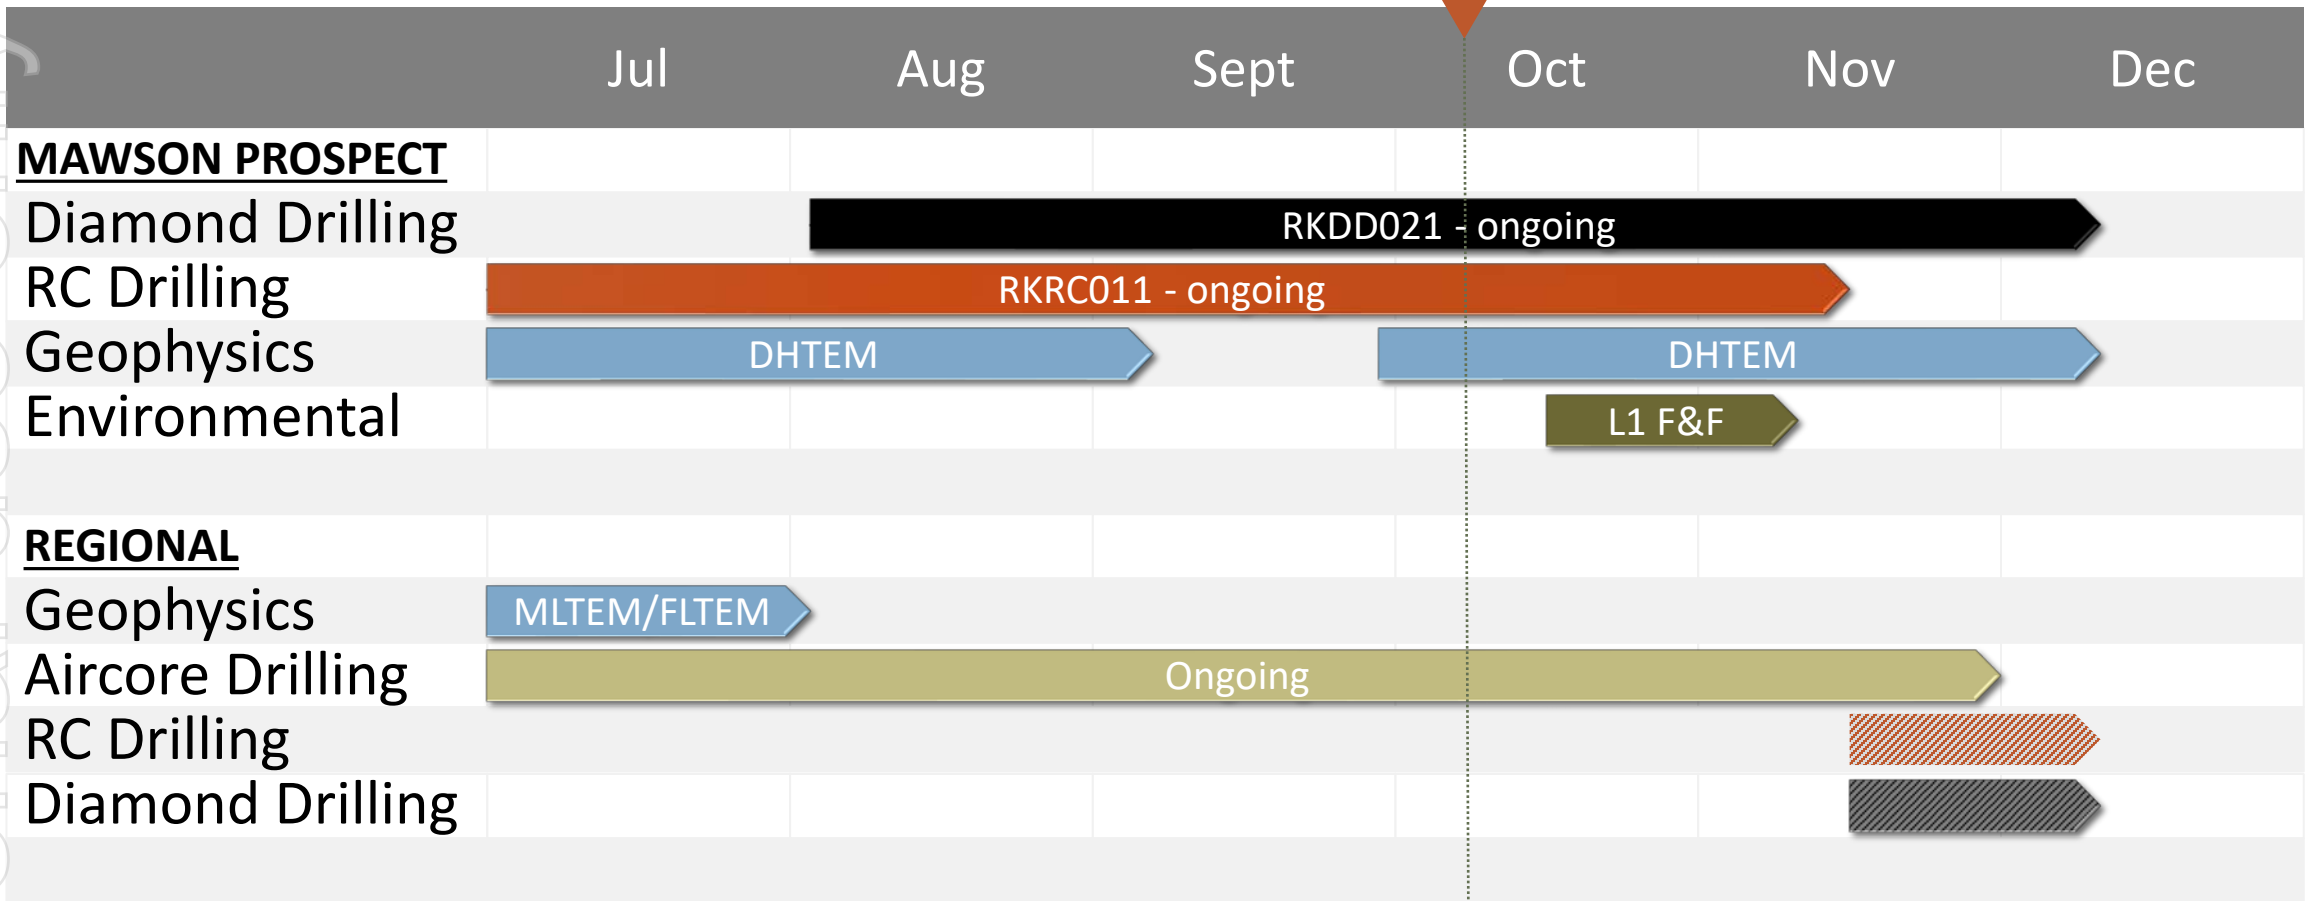 Jul Aug Sept Oct Nov Dec
MAWSON PROSPECT
Diamond Drilling RKDD021 - ongoing
RC Drilling RKRC011 - ongoing
Geophysics DHTEM DHTEM
Environmental L1 F&F
REGIONAL
Geophysics MLTEM/FLTEM
Aircore Drilling Ongoing
RC Drilling
Diamond Drilling